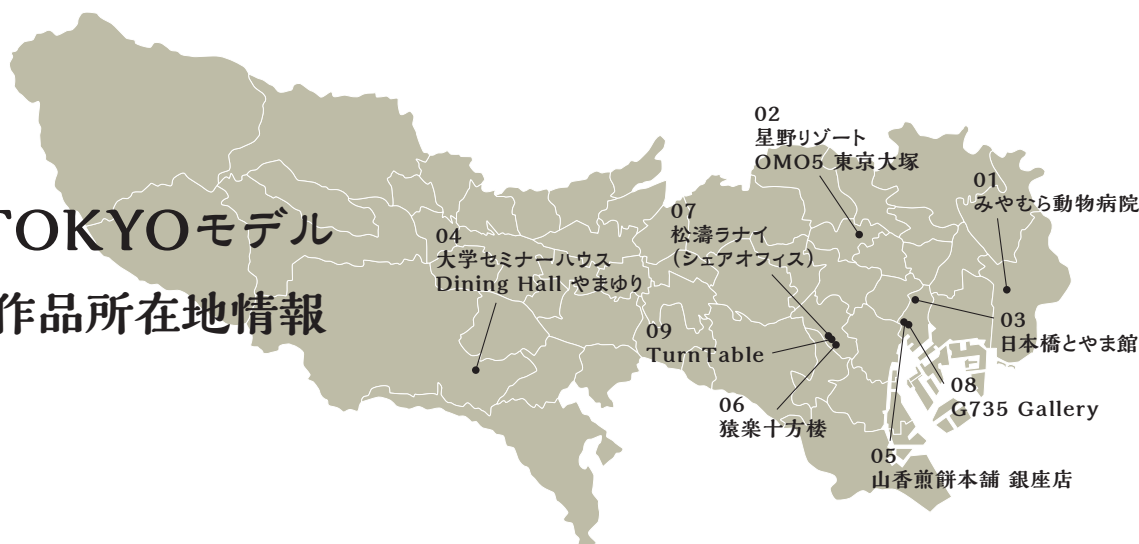 TOKYOモデル
作品所在地情報
01
みやむら動物病院
02
星野リゾート
OMO5 東京大塚
03
日本橋とやま館
04
大学セミナーハウス
Dining Hall やまゆり
05
山香煎餅本舗 銀座店
06
猿楽十方楼
07
松濤ラナイ
（シェアオフィス）
08
G735 Gallery
09
TurnTable